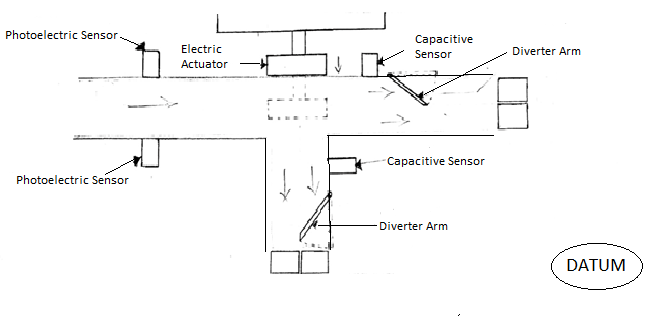 Photoelectric Sensor
Electric
Actuator
Capacitive
Sensor
Diverter Arm
Photoelectric Sensor
Capacitive Sensor
Diverter Arm
DATUM